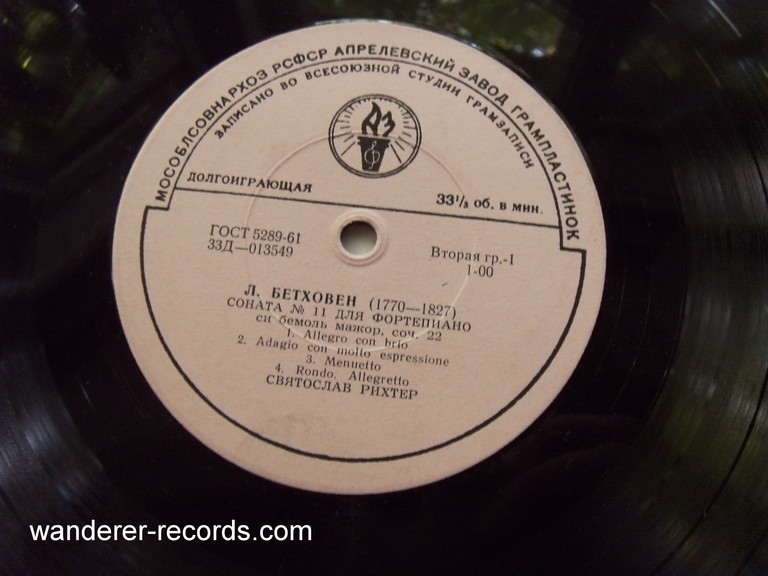 МОСОБЛСОВНАРХОЗ РСФСР АПРЕЛЕВСКИЙ ЗАВОД ГРАМПЛАСТИНОК
ЗАПИСАНО ВО ВСЕСОЮЗНОЙ СТУДИИ ГРАМЗАПИСИ
АЗ
ДОЛГОИГРАЮЩАЯ
33⅓ об. в мин.
ГОСТ 5289-61
33Д—013549
Вторая гр.-1
1-00
Л. БЕТХОВЕН (1770—1827)
СОНАТА № 11 ДЛЯ ФОРТЕПИАНО
си бемоль мажор, соч. 22
1. Allegro con brio
2. Adagio con molto espressione
3. Menuetto
4. Rondo. Allegretto
СВЯТОСЛАВ РИХТЕР
wanderer-records.com